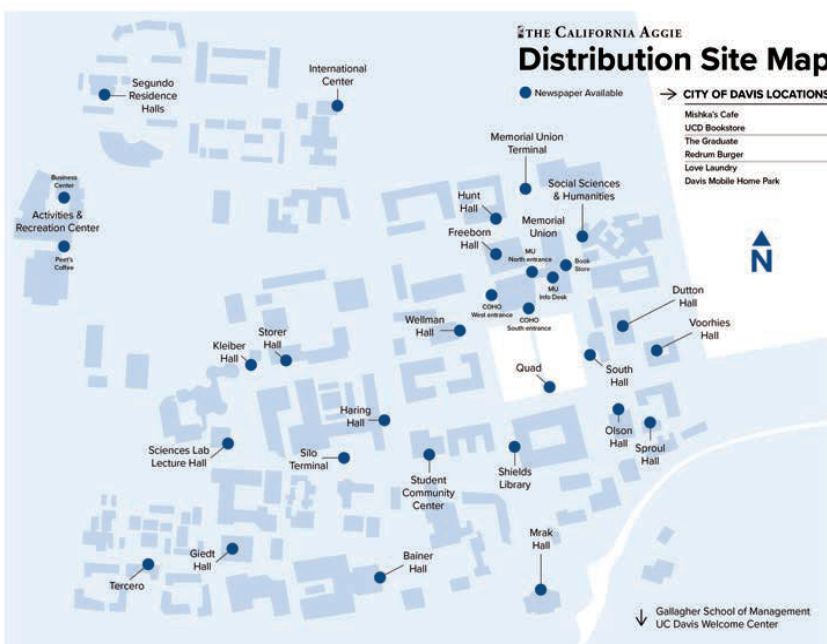 THE CALIFORNIA AGGIE
Distribution Site Map
Newspaper Available
CITY OF DAVIS LOCATIONS
Mishka's Cafe
UCD Bookstore
The Graduate
Redrum Burger
Love Laundry
Davis Mobile Home Park
N
Segundo
Residence
Halls
International
Center
Memorial Union
Terminal
Social Sciences
& Humanities
Business
Center
Activities &
Recreation Center
Peet's
Coffee
Hunt
Hall
Freeborn
Hall
Memorial
Union
MU
North entrance
Book
Store
MU
Info Desk
COHO
West entrance
COHO
South entrance
Dutton
Hall
Voorhies
Hall
Wellman
Hall
Storer
Hall
Kleiber
Hall
Quad
South
Hall
Haring
Hall
Olson
Hall
Sproul
Hall
Sciences Lab
Lecture Hall
Silo
Terminal
Student
Community
Center
Shields
Library
Mrak
Hall
Giedt
Hall
Bainer
Hall
Tercero
Gallagher School of Management
UC Davis Welcome Center